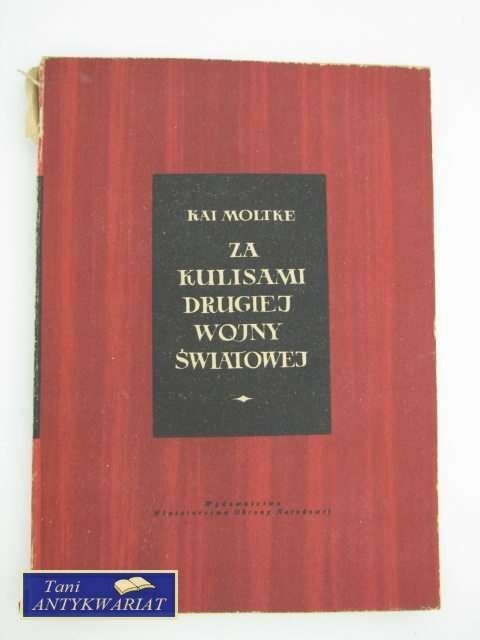 KAI MOLTKE
ZA
KULISAMI
DRUGIEJ
WOJNY
ŚWIATOWEJ
Wydawnictwo
Ministerstwa Obrony Narodowej
Tani
ANTYKWARIAT